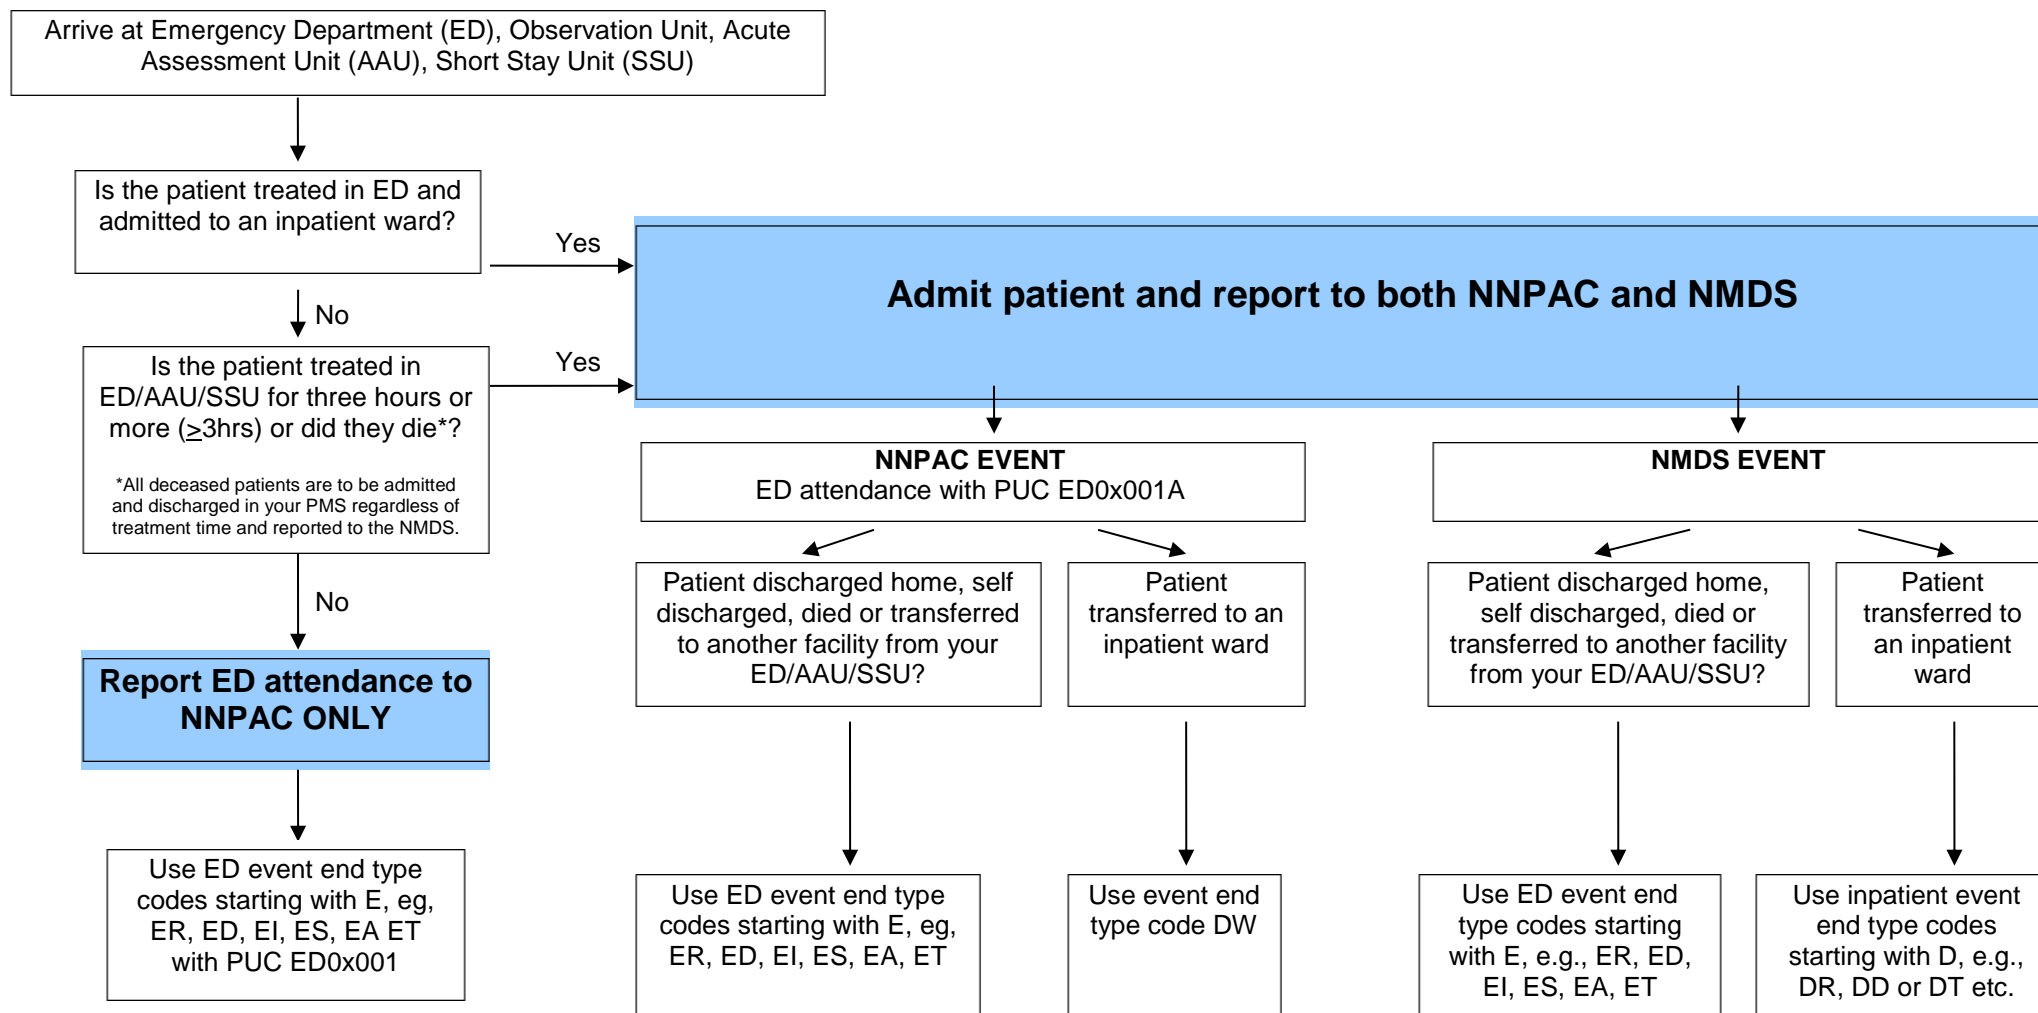 Arrive at Emergency Department (ED), Observation Unit, Acute
Assessment Unit (AAU), Short Stay Unit (SSU)
Is the patient treated in ED and
admitted to an inpatient ward?
Yes
Admit patient and report to both NNPAC and NMDS
No
Is the patient treated in
ED/AAU/SSU for three hours or
more (≥3hrs) or did they die*?
*All deceased patients are to be admitted
and discharged in your PMS regardless of
treatment time and reported to the NMDS.
Yes
No
Report ED attendance to
NNPAC ONLY
Use ED event end type
codes starting with E, eg,
ER, ED, EI, ES, EA ET
with PUC ED0x001
NNPAC EVENT
ED attendance with PUC ED0x001A
Patient discharged home, self
discharged, died or transferred
to another facility from your
ED/AAU/SSU?
Patient
transferred to an
inpatient ward
Use ED event end type
codes starting with E, eg,
ER, ED, EI, ES, EA, ET
Use event end
type code DW
NMDS EVENT
Patient discharged home,
self discharged, died or
transferred to another facility
from your ED/AAU/SSU?
Patient
transferred to
an inpatient
ward
Use ED event end
type codes starting
with E, e.g., ER, ED,
EI, ES, EA, ET
Use inpatient event
end type codes
starting with D, e.g.,
DR, DD or DT etc.